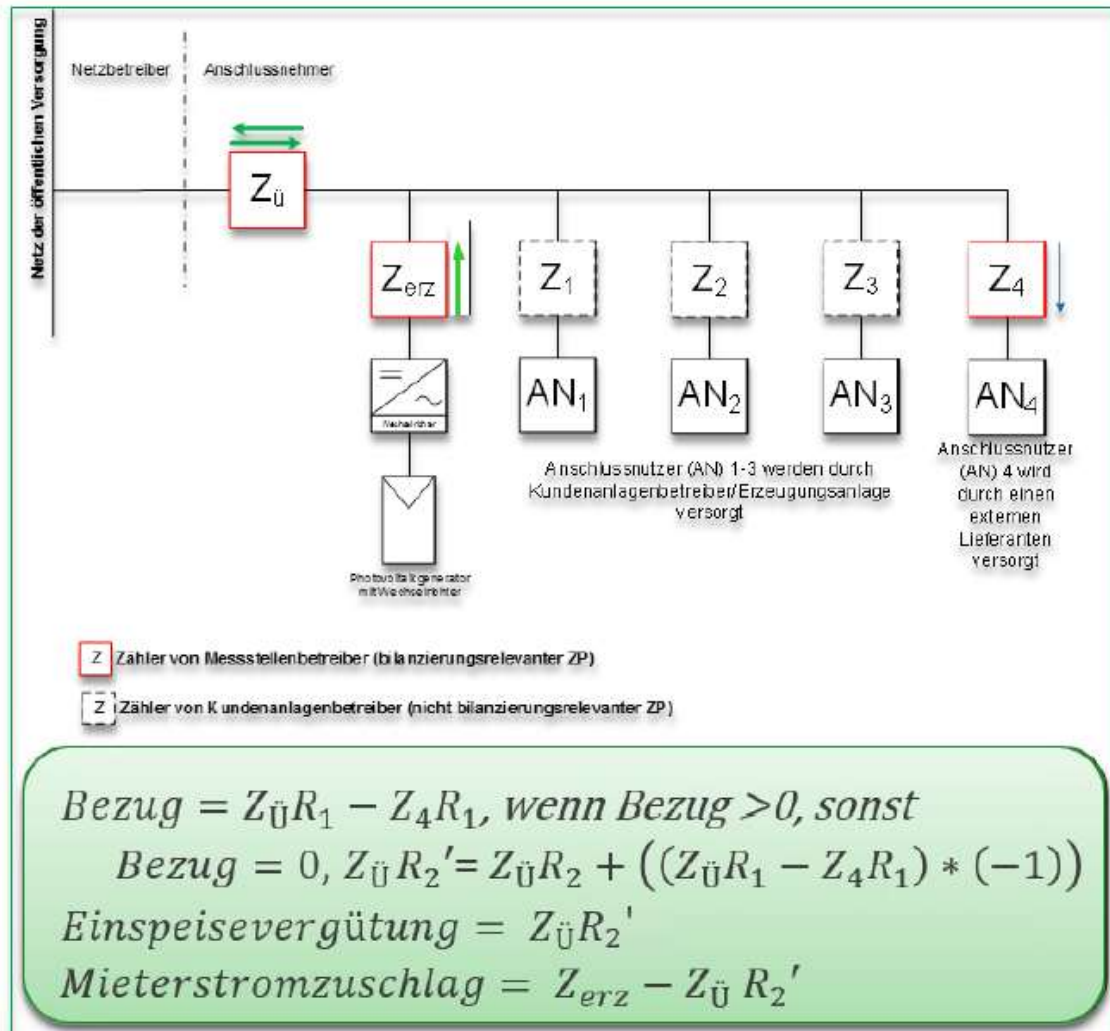 Netz der öffentlichen Versorgung
Netzbetreiber
Anschlussnehmer
Zü
Zerz
Z1
Z2
Z3
Z4
AN1
AN2
AN3
AN4
Anschlussnutzer (AN) 1-3 werden durch
Kundenanlagenbetreiber/Erzeugungsanlage
versorgt
Anschlussnutzer
(AN) 4 wird
durch einen
externen
Lieferanten
versorgt
mit Wechselrichter
Z Zähler von Messstellenbetreiber (bilanzierungsrelevanter ZP)
Z Zähler von Kundenanlagenbetreiber (nicht bilanzierungsrelevanter ZP)
Bezug = ZÜR1 − Z4R1, wenn Bezug >0, sonst
Bezug = 0, ZÜR2′= ZÜR2 + ((ZÜR1 − Z4R1) * (−1))
Einspeisevergütung = ZÜR2'
Mieterstromzuschlag = Zerz − ZÜ R2′